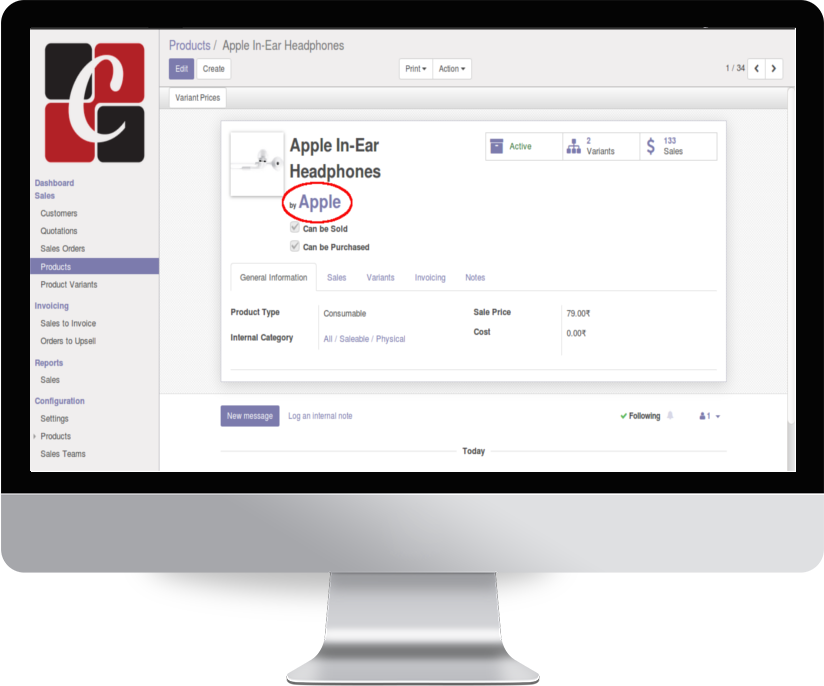 Products / Apple In-Ear Headphones
Edit Create Print Action 1 / 34
Variant Prices
C
Dashboard
Sales
Customers
Quotations
Sales Orders
Products
Product Variants
Invoicing
Sales to Invoice
Orders to Upsell
Reports
Sales
Configuration
Settings
Products
Sales Teams
Apple In-Ear
Headphones
by Apple
Can be Sold
Can be Purchased
Active
2
Variants
$ 133
Sales
General Information Sales Variants Invoicing Notes
Product Type Consumable Sale Price 79.00₹
Internal Category All / Saleable / Physical Cost 0.00₹
New message Log an internal note Following 1
Today